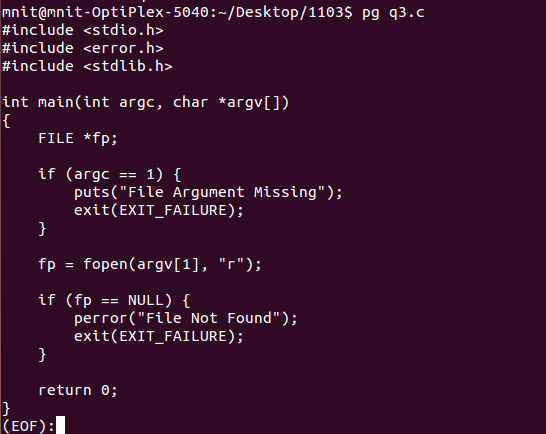 mnit@mnit-OptiPlex-5040:~/Desktop/1103$ pg q3.c
#include <stdio.h>
#include <error.h>
#include <stdlib.h>

int main(int argc, char *argv[])
{
    FILE *fp;

    if (argc == 1) {
        puts("File Argument Missing");
        exit(EXIT_FAILURE);
    }

    fp = fopen(argv[1], "r");

    if (fp == NULL) {
        perror("File Not Found");
        exit(EXIT_FAILURE);
    }

    return 0;
}
(EOF):